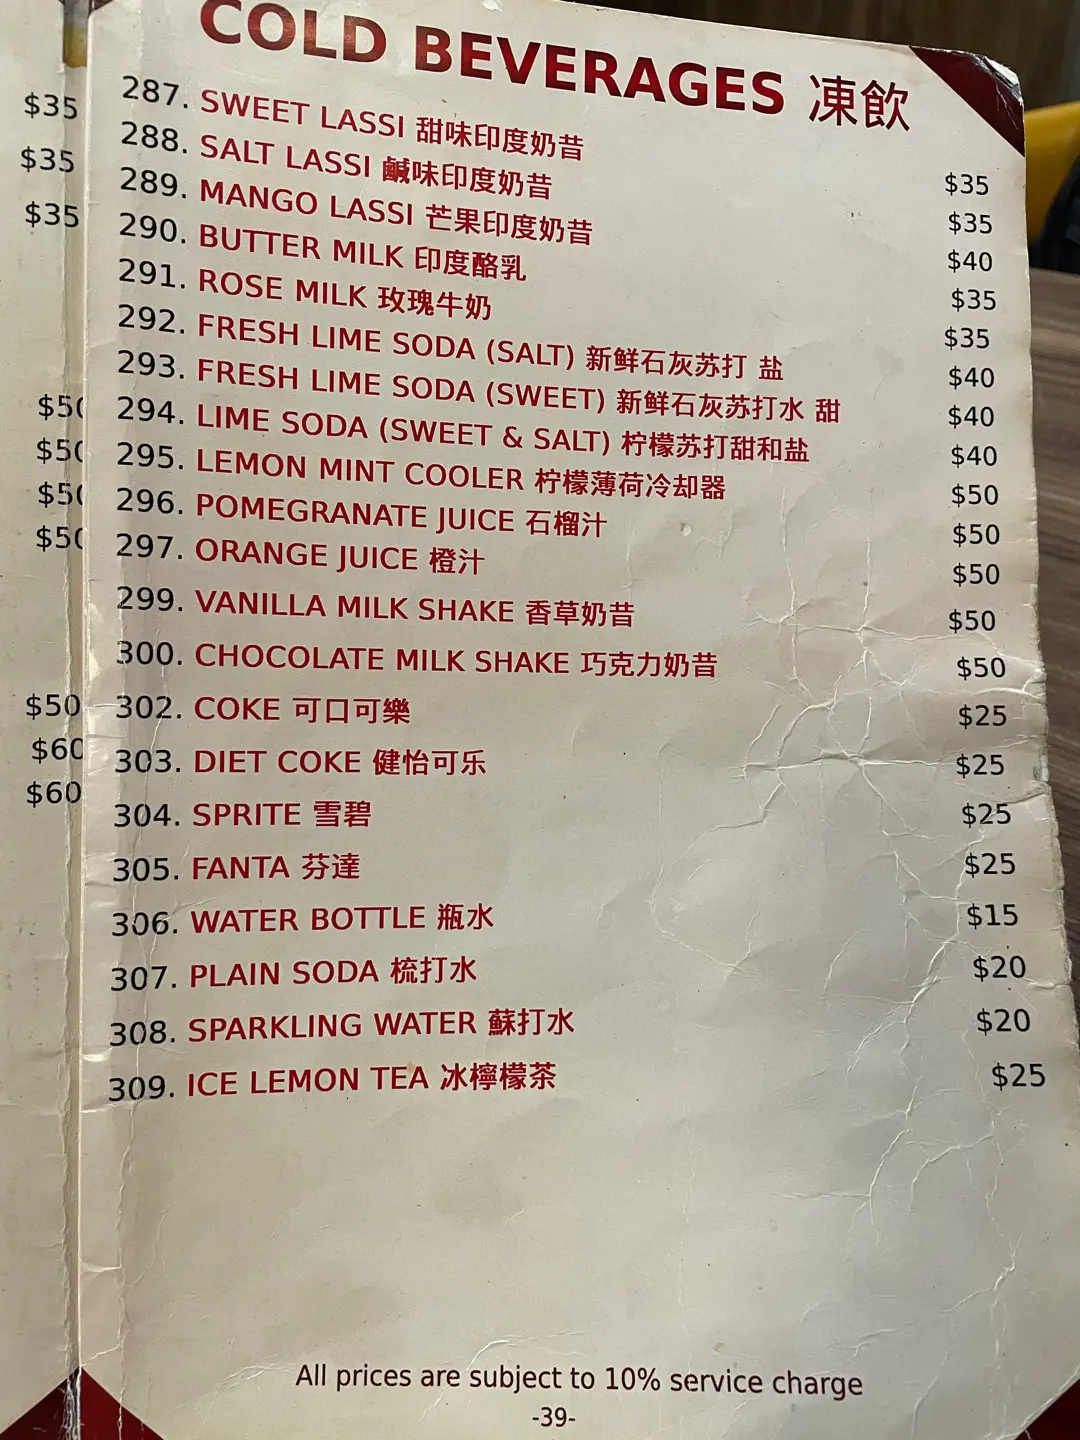 COLD BEVERAGES 凍飲
287. SWEET LASSI 甜味印度奶昔 $35
288. SALT LASSI 鹹味印度奶昔 $35
289. MANGO LASSI 芒果印度奶昔 $40
290. BUTTER MILK 印度酪乳 $35
291. ROSE MILK 玫瑰牛奶 $35
292. FRESH LIME SODA (SALT) 新鲜石灰苏打 盐 $40
293. FRESH LIME SODA (SWEET) 新鲜石灰苏打水 甜 $40
294. LIME SODA (SWEET & SALT) 柠檬苏打甜和盐 $40
295. LEMON MINT COOLER 柠檬薄荷冷却器 $50
296. POMEGRANATE JUICE 石榴汁 $50
297. ORANGE JUICE 橙汁 $50
299. VANILLA MILK SHAKE 香草奶昔 $50
300. CHOCOLATE MILK SHAKE 巧克力奶昔 $50
302. COKE 可口可樂 $25
303. DIET COKE 健怡可乐 $25
304. SPRITE 雪碧 $25
305. FANTA 芬達 $25
306. WATER BOTTLE 瓶水 $15
307. PLAIN SODA 梳打水 $20
308. SPARKLING WATER 蘇打水 $20
309. ICE LEMON TEA 冰檸檬茶 $25
All prices are subject to 10% service charge
-39-
$35
$35
$35
$50
$50
$50
$50
$50
$60
$60